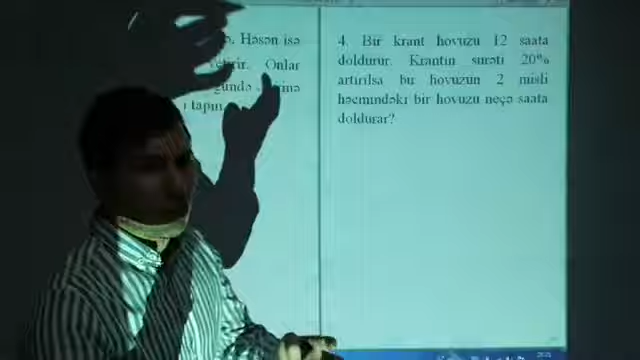 Həsən isə
Onlar
tapın
4. Bir krant hovuzu 12 saata
doldurur. Krantın surəti 20%
artırılsa bu hovuzun 2 misli
həcmindəki bir hovuzu neçə saata
doldurar?